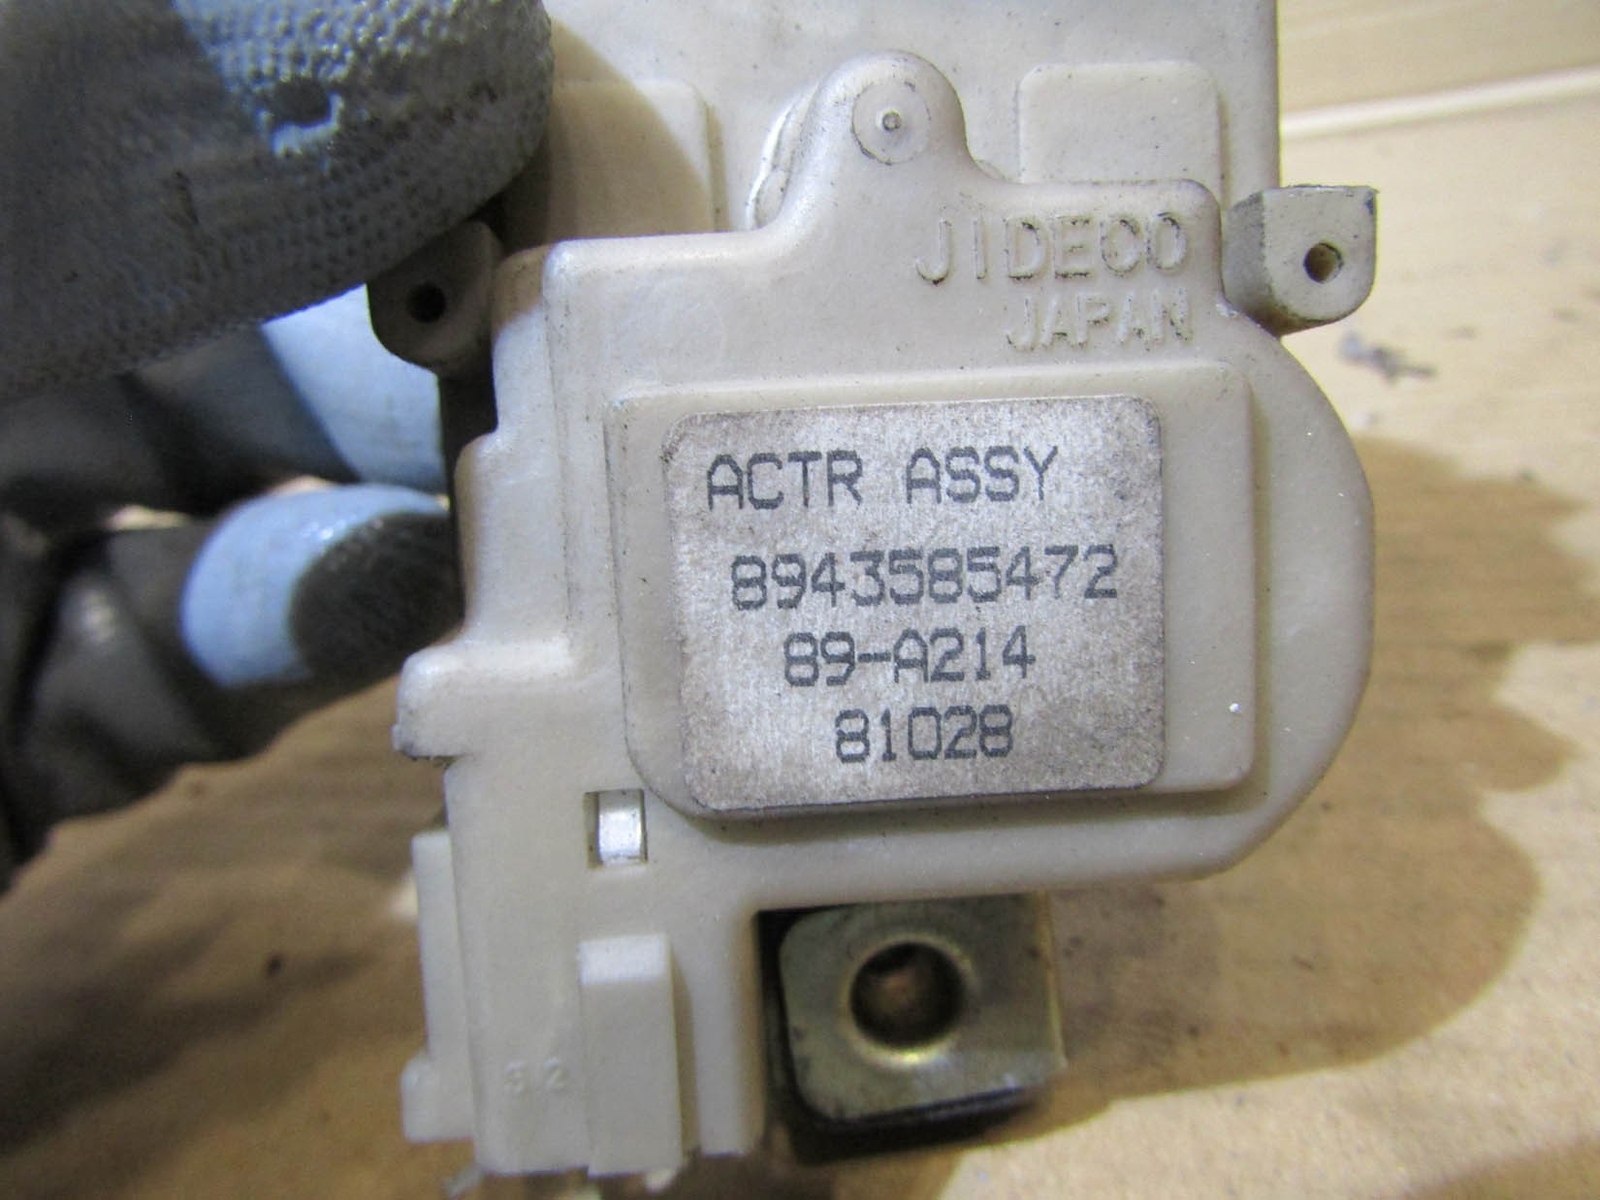 JIDECO
JAPAN
ACTR ASSY
8943585472
89-A214
81028